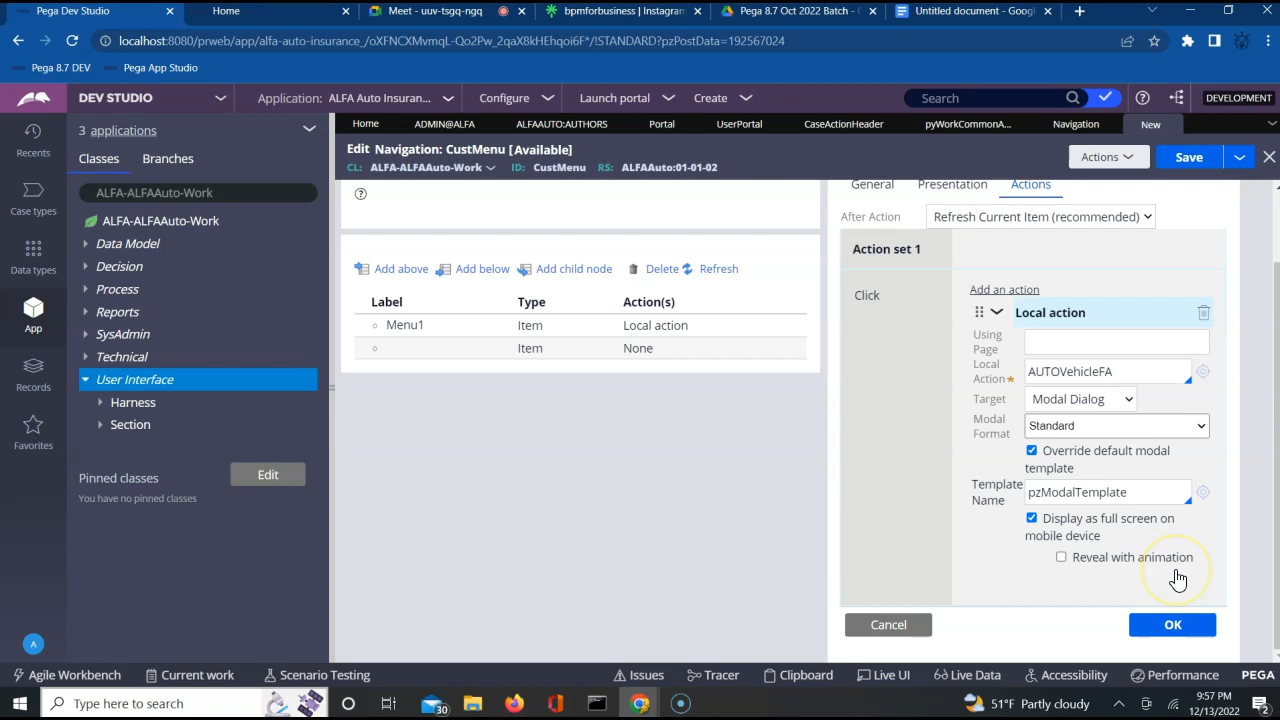 Pega Dev Studio
Home
Meet - uuv-tsgq-nqq
bpmforbusiness | Instagram
Pega 8.7 Oct 2022 Batch -
Untitled document - Googl
localhost:8080/prweb/app/alfa-auto-insurance_/oXFNCXMvmqL-Qo2Pw_2qaX8kHEhqoi6F*/!STANDARD?pzPostData=192567024
Pega 8.7 DEV
Pega App Studio
DEV STUDIO
Application: ALFA Auto Insuran...
Configure
Launch portal
Create
Search
DEVELOPMENT
Recents
Case types
Data types
App
Records
Favorites
A
3 applications
Classes
Branches
ALFA-ALFAAuto-Work
ALFA-ALFAAuto-Work
Data Model
Decision
Process
Reports
SysAdmin
Technical
User Interface
Harness
Section
Pinned classes
Edit
You have no pinned classes
Home
ADMIN@ALFA
ALFAAUTO:AUTHORS
Portal
UserPortal
CaseActionHeader
pyWorkCommonA...
Navigation
New
Edit Navigation: CustMenu [Available]
CL: ALFA-ALFAAuto-Work ID: CustMenu RS: ALFAAuto:01-01-02
Actions
Save
Add above
Add below
Add child node
Delete
Refresh
Label Type Action(s)
Menu1 Item Local action
Item None
General
Presentation
Actions
After Action Refresh Current Item (recommended)
Action set 1
Click
Add an action
Local action
Using Page
Local Action* AUTOVehicleFA
Target Modal Dialog
Modal Format Standard
Override default modal
template
Template Name pzModalTemplate
Display as full screen on
mobile device
Reveal with animation
Cancel
OK
Agile Workbench
Current work
Scenario Testing
Issues
Tracer
Clipboard
Live UI
Live Data
Accessibility
Performance
PEGA
Type here to search
30
51°F Partly cloudy
9:57 PM
12/13/2022
2